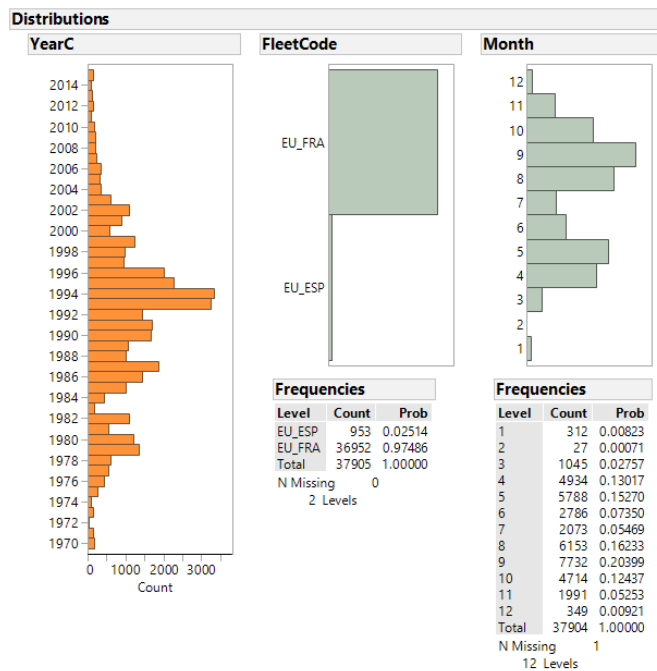 Distributions
YearC
2014
2012
2010
2008
2006
2004
2002
2000
1998
1996
1994
1992
1990
1988
1986
1984
1982
1980
1978
1976
1974
1972
1970
0 1000 2000 3000
Count
FleetCode
EU_FRA
EU_ESP
Frequencies
Level Count Prob
EU_ESP 953 0.02514
EU_FRA 36952 0.97486
Total 37905 1.00000
N Missing 0
2 Levels
Month
12
11
10
9
8
7
6
5
4
3
2
1
Frequencies
Level Count Prob
1 312 0.00823
2 27 0.00071
3 1045 0.02757
4 4934 0.13017
5 5788 0.15270
6 2786 0.07350
7 2073 0.05469
8 6153 0.16233
9 7732 0.20399
10 4714 0.12437
11 1991 0.05253
12 349 0.00921
Total 37904 1.00000
N Missing 1
12 Levels